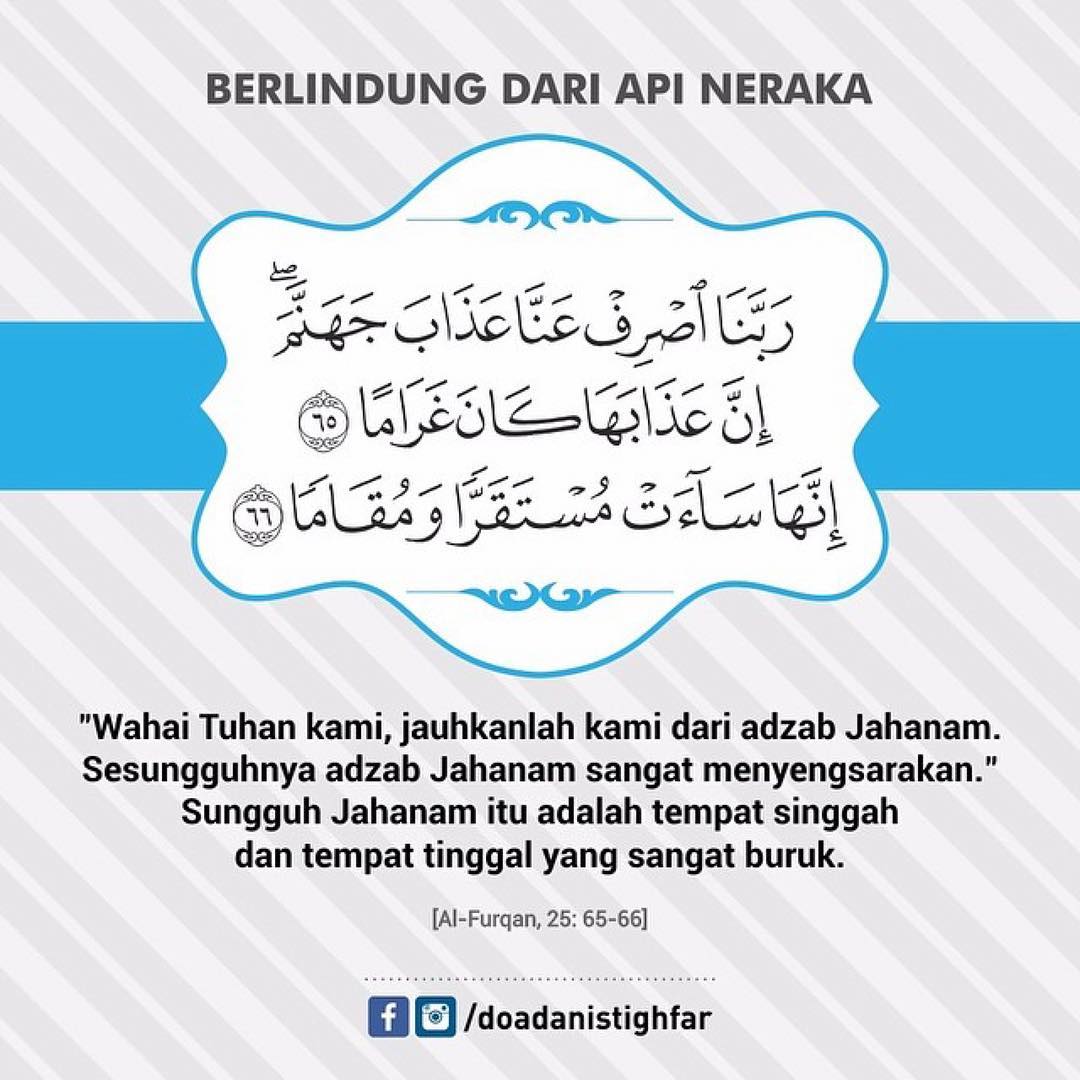 BERLINDUNG DARI API NERAKA
رَبَّنَا ٱصْرِفْ عَنَّا عَذَابَ جَهَنَّمَ ۖ
إِنَّ عَذَابَهَا كَانَ غَرَامًا ٦٥
إِنَّهَا سَآءَتْ مُسْتَقَرًّا وَمُقَامًا ٦٦
"Wahai Tuhan kami, jauhkanlah kami dari adzab Jahanam.
Sesungguhnya adzab Jahanam sangat menyengsarakan."
Sungguh Jahanam itu adalah tempat singgah
dan tempat tinggal yang sangat buruk.
[Al-Furqan, 25: 65-66]
/doadanistighfar